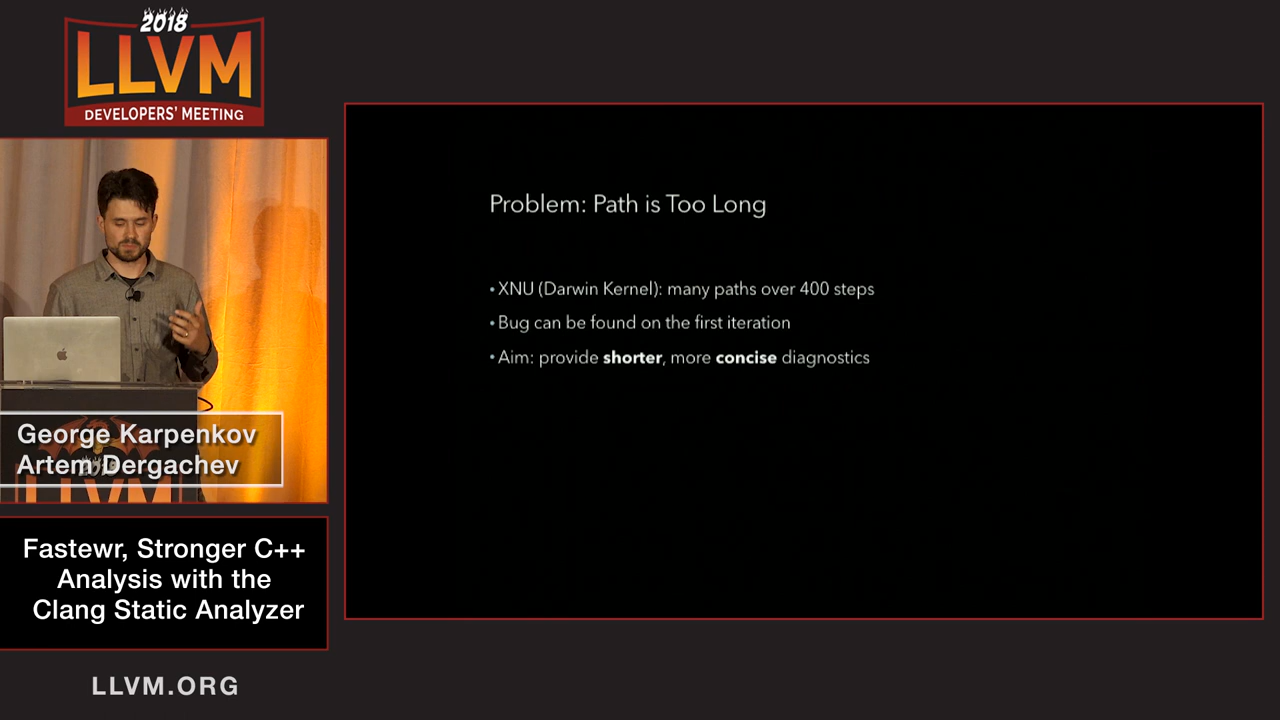 2018
LLVM
DEVELOPERS' MEETING
Problem: Path is Too Long
• XNU (Darwin Kernel): many paths over 400 steps
• Bug can be found on the first iteration
• Aim: provide shorter, more concise diagnostics
George Karpenkov
Artem Dergachev
2018
LLVM
Fastewr, Stronger C++
Analysis with the
Clang Static Analyzer
LLVM.ORG